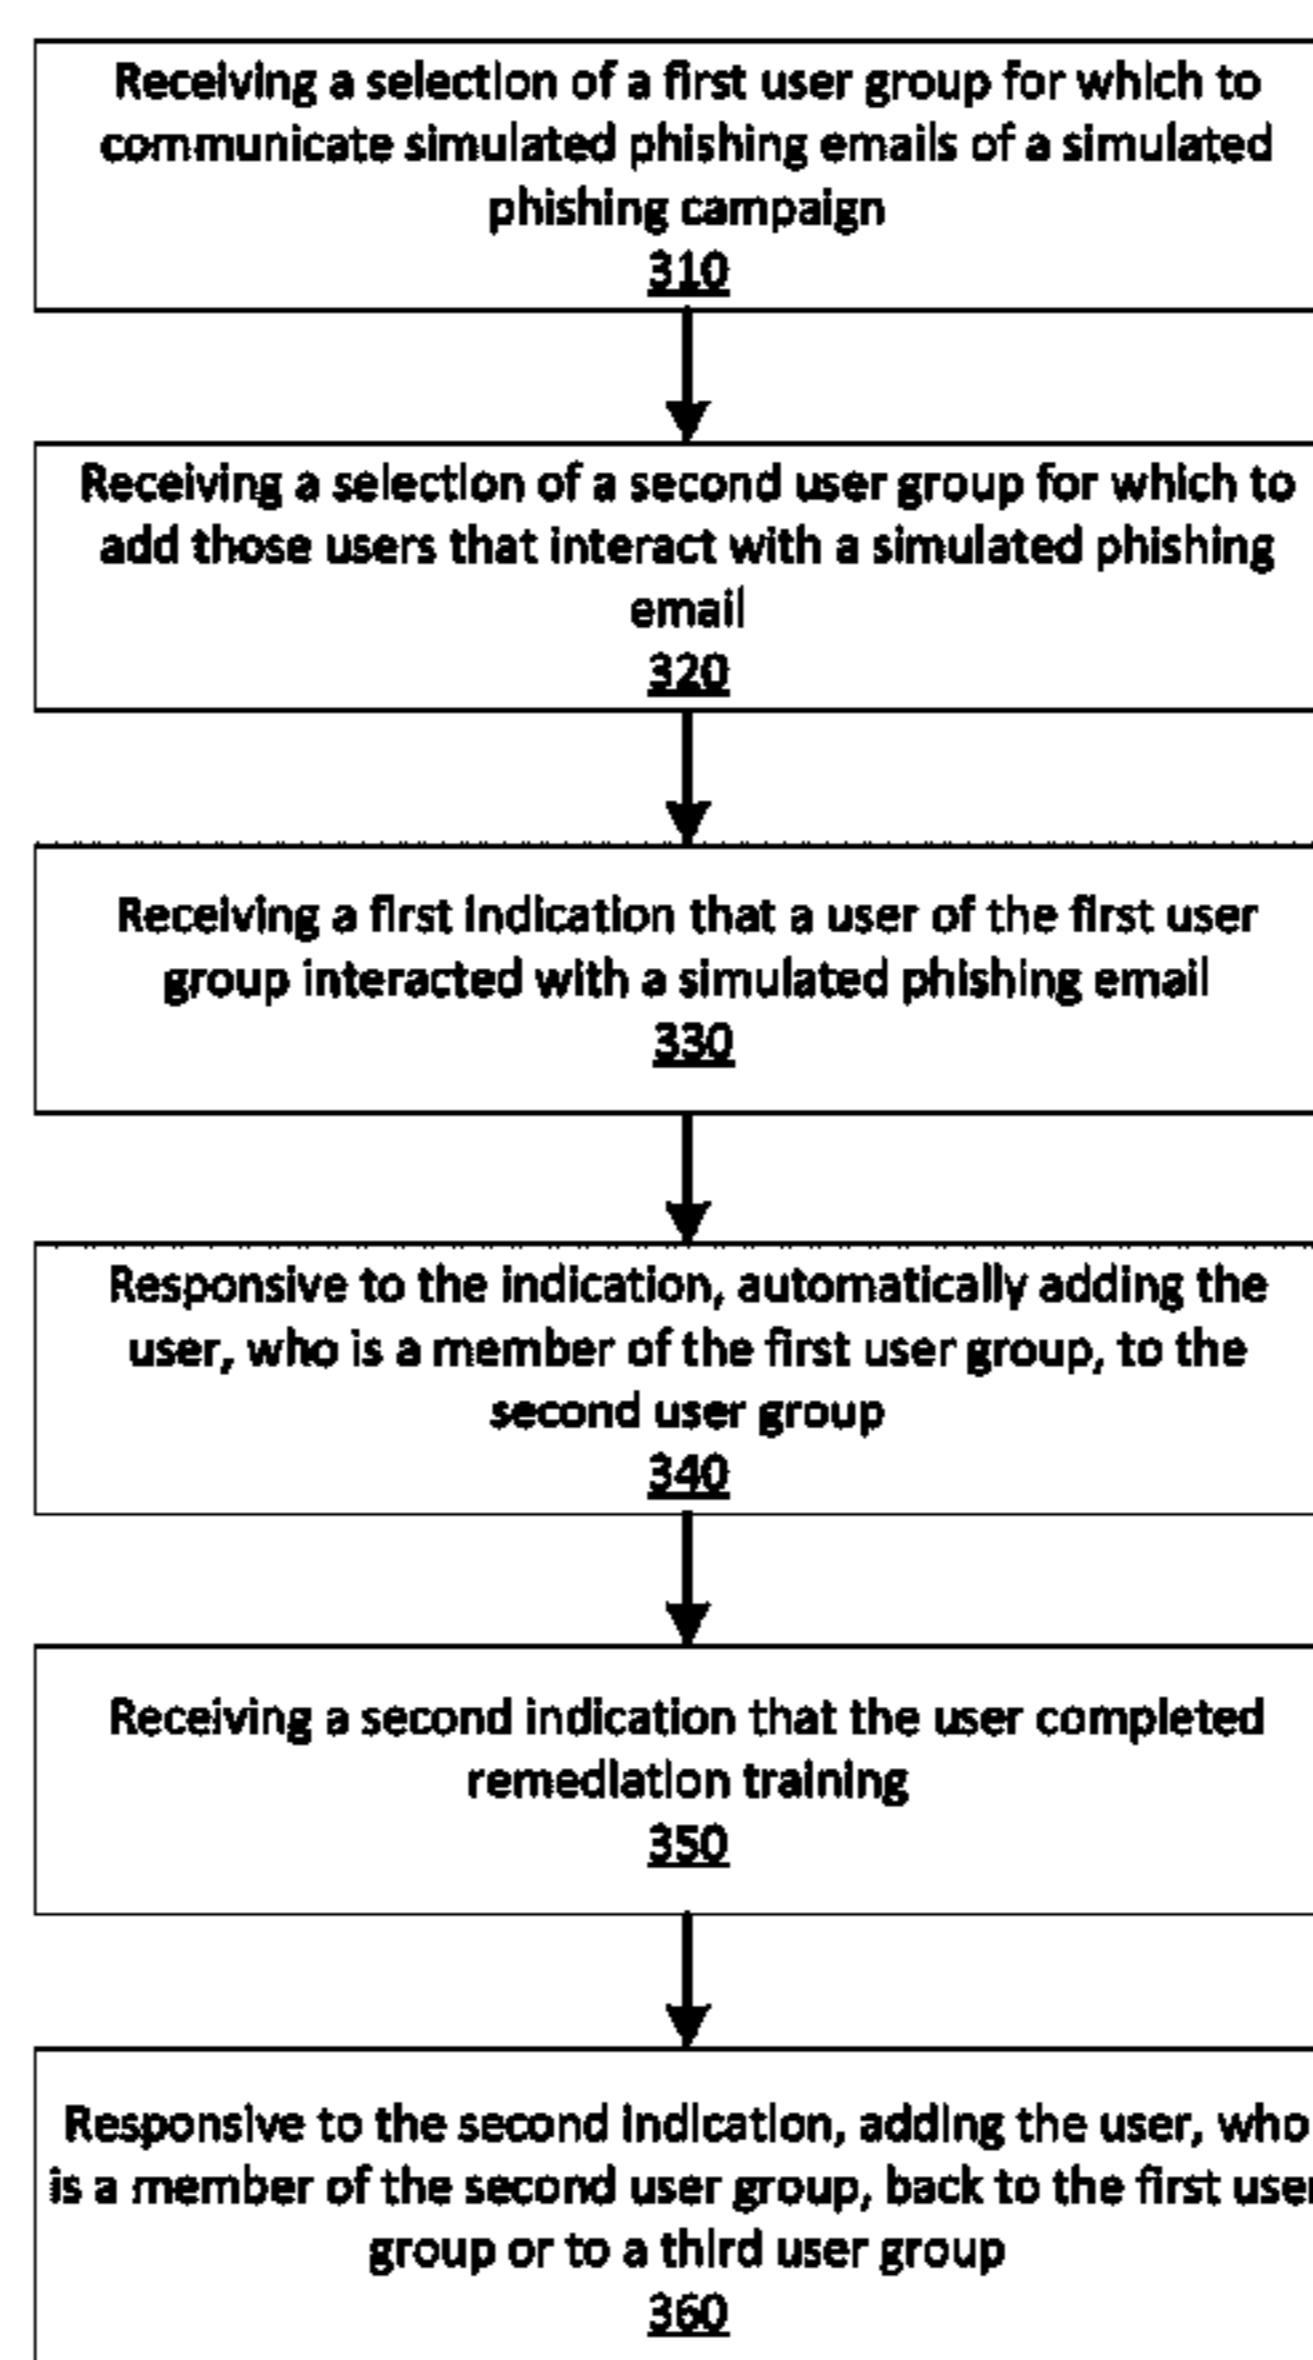 Receiving a selection of a first user group for which to
communicate simulated phishing emails of a simulated
phishing campaign
310
Receiving a selection of a second user group for which to
add those users that interact with a simulated phishing
email
320
Receiving a first indication that a user of the first user
group interacted with a simulated phishing email
330
Responsive to the indication, automatically adding the
user, who is a member of the first user group, to the
second user group
340
Receiving a second indication that the user completed
remediation training
350
Responsive to the second indication, adding the user, who
is a member of the second user group, back to the first user
group or to a third user group
360